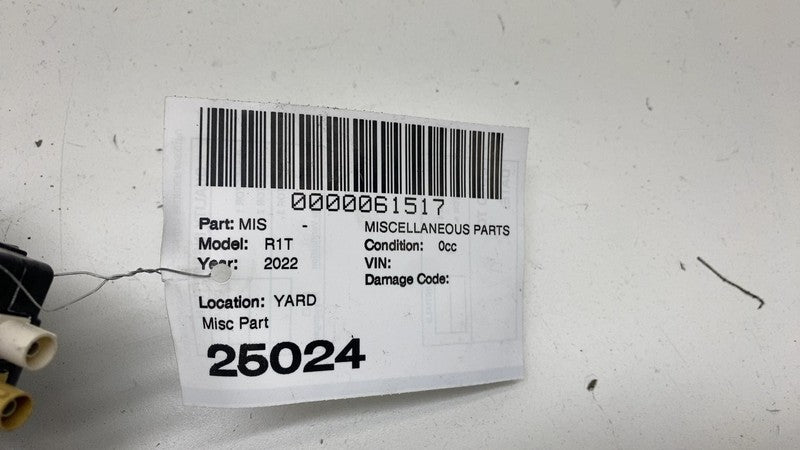 0000061517
Part: MIS - MISCELLANEOUS PARTS
Model: R1T Condition: 0cc
Year: 2022 VIN:
Damage Code:
Location: YARD
Misc Part
25024